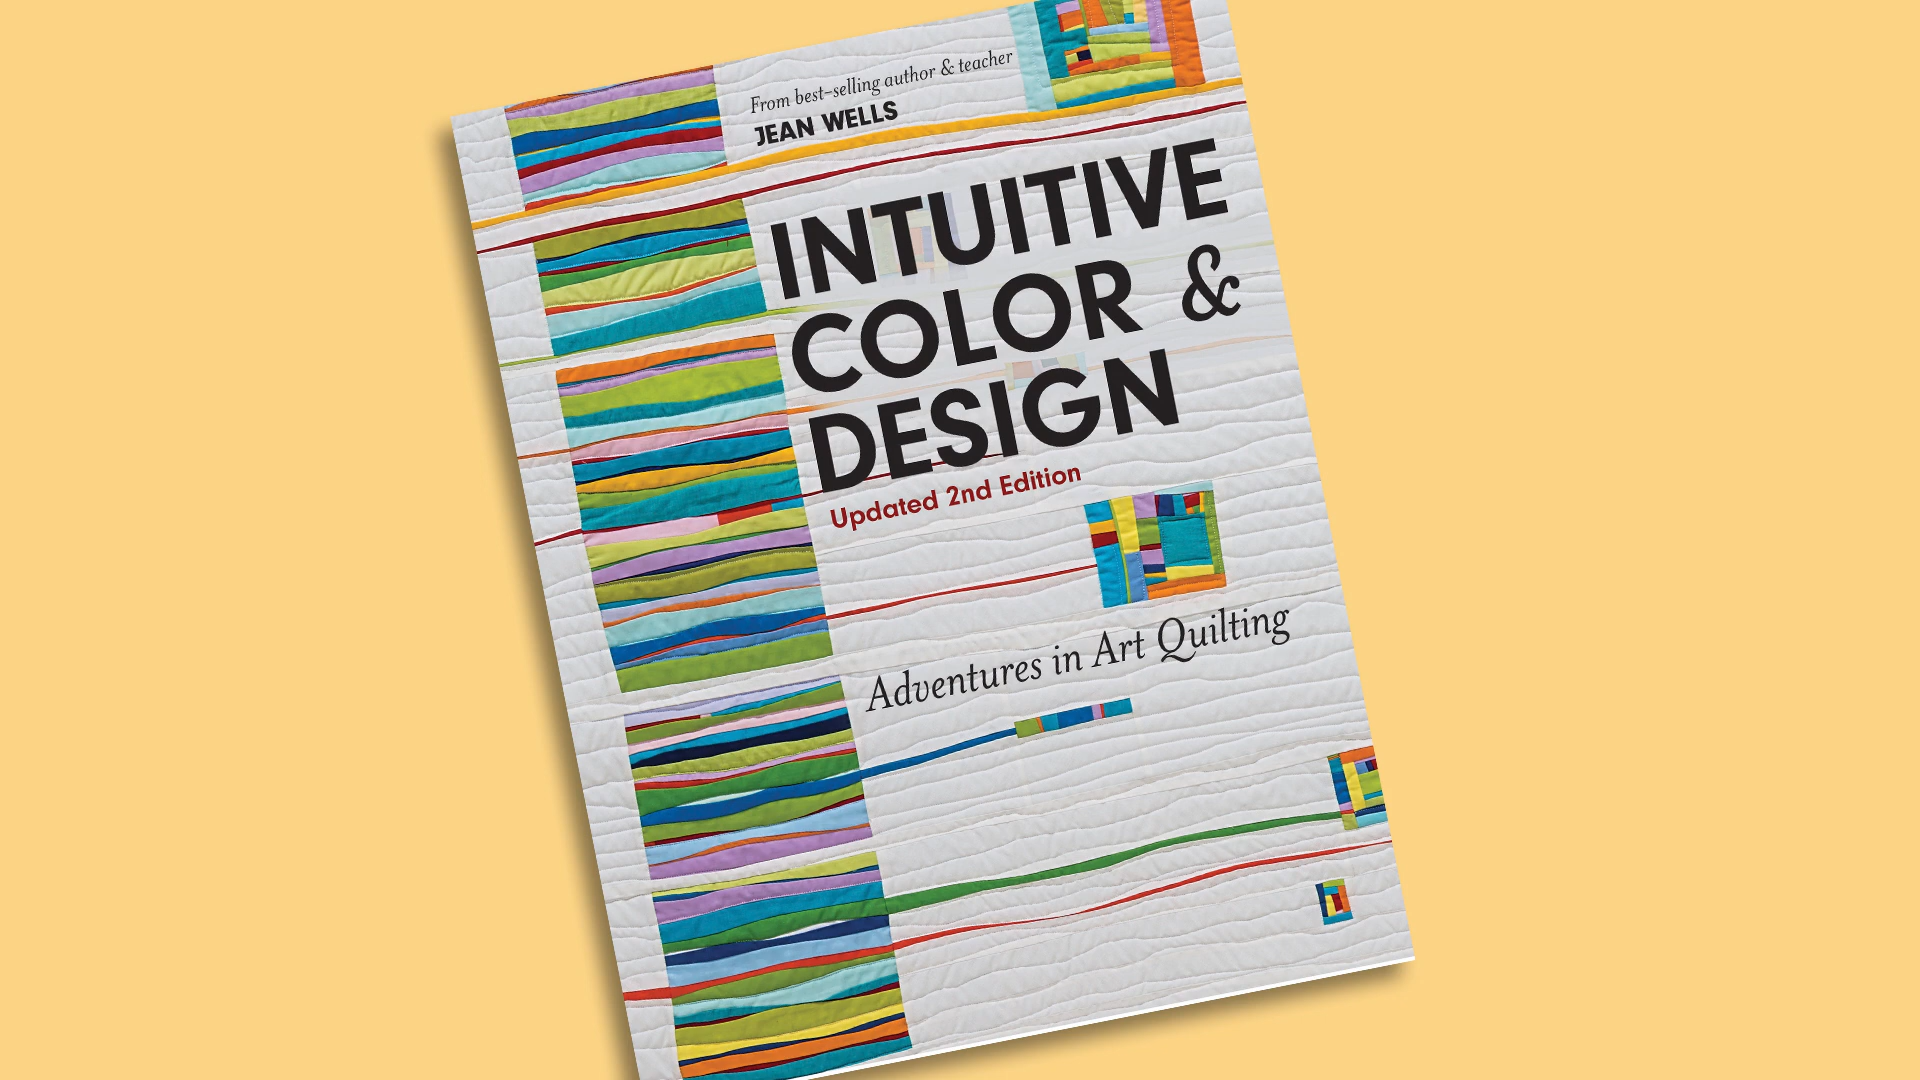 From best-selling author & teacher
JEAN WELLS
INTUITIVE
COLOR &
DESIGN
Updated 2nd Edition
Adventures in Art Quilting